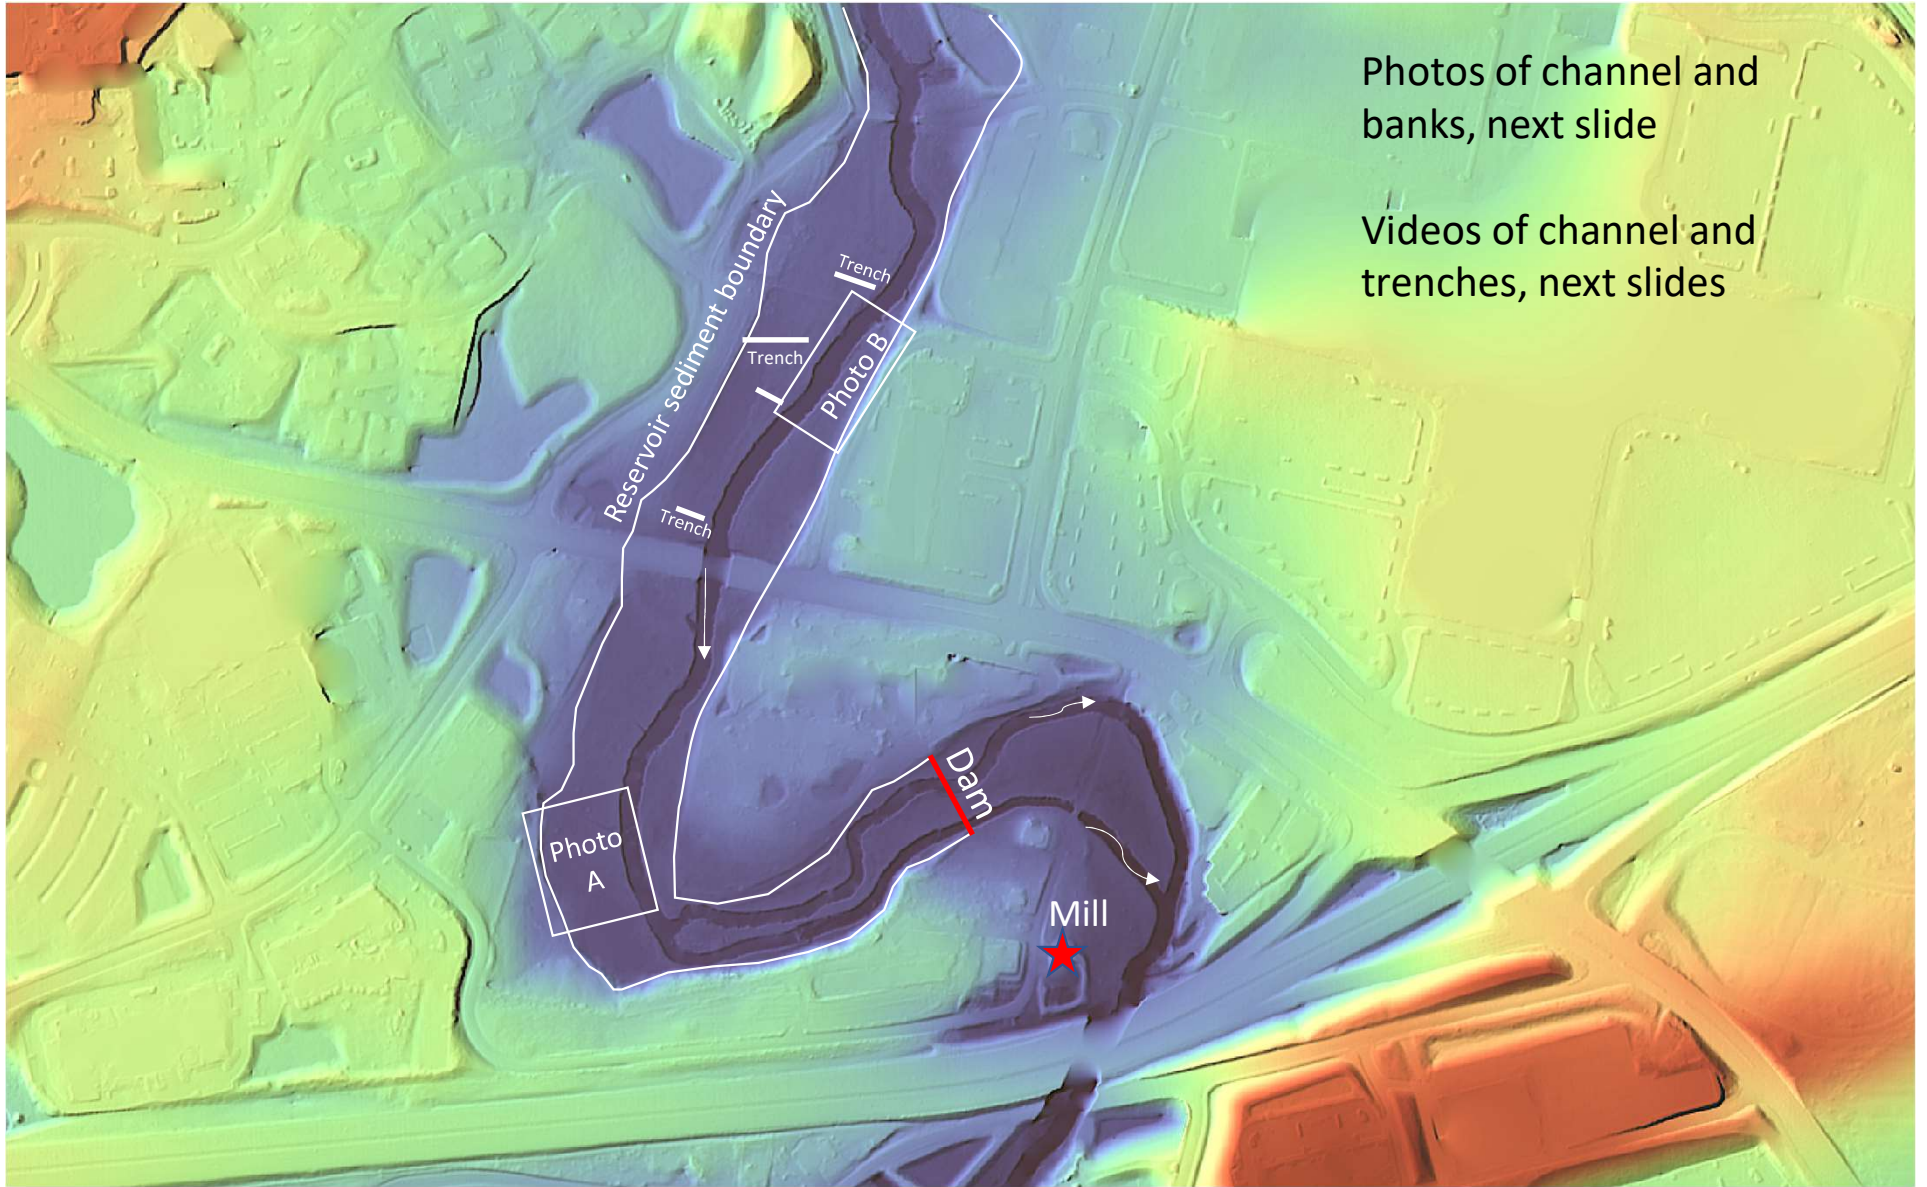 Photos of channel and
banks, next slide
Videos of channel and
trenches, next slides
Reservoir sediment boundary
Trench
Trench
Photo B
Trench
Dam
Photo
A
Mill